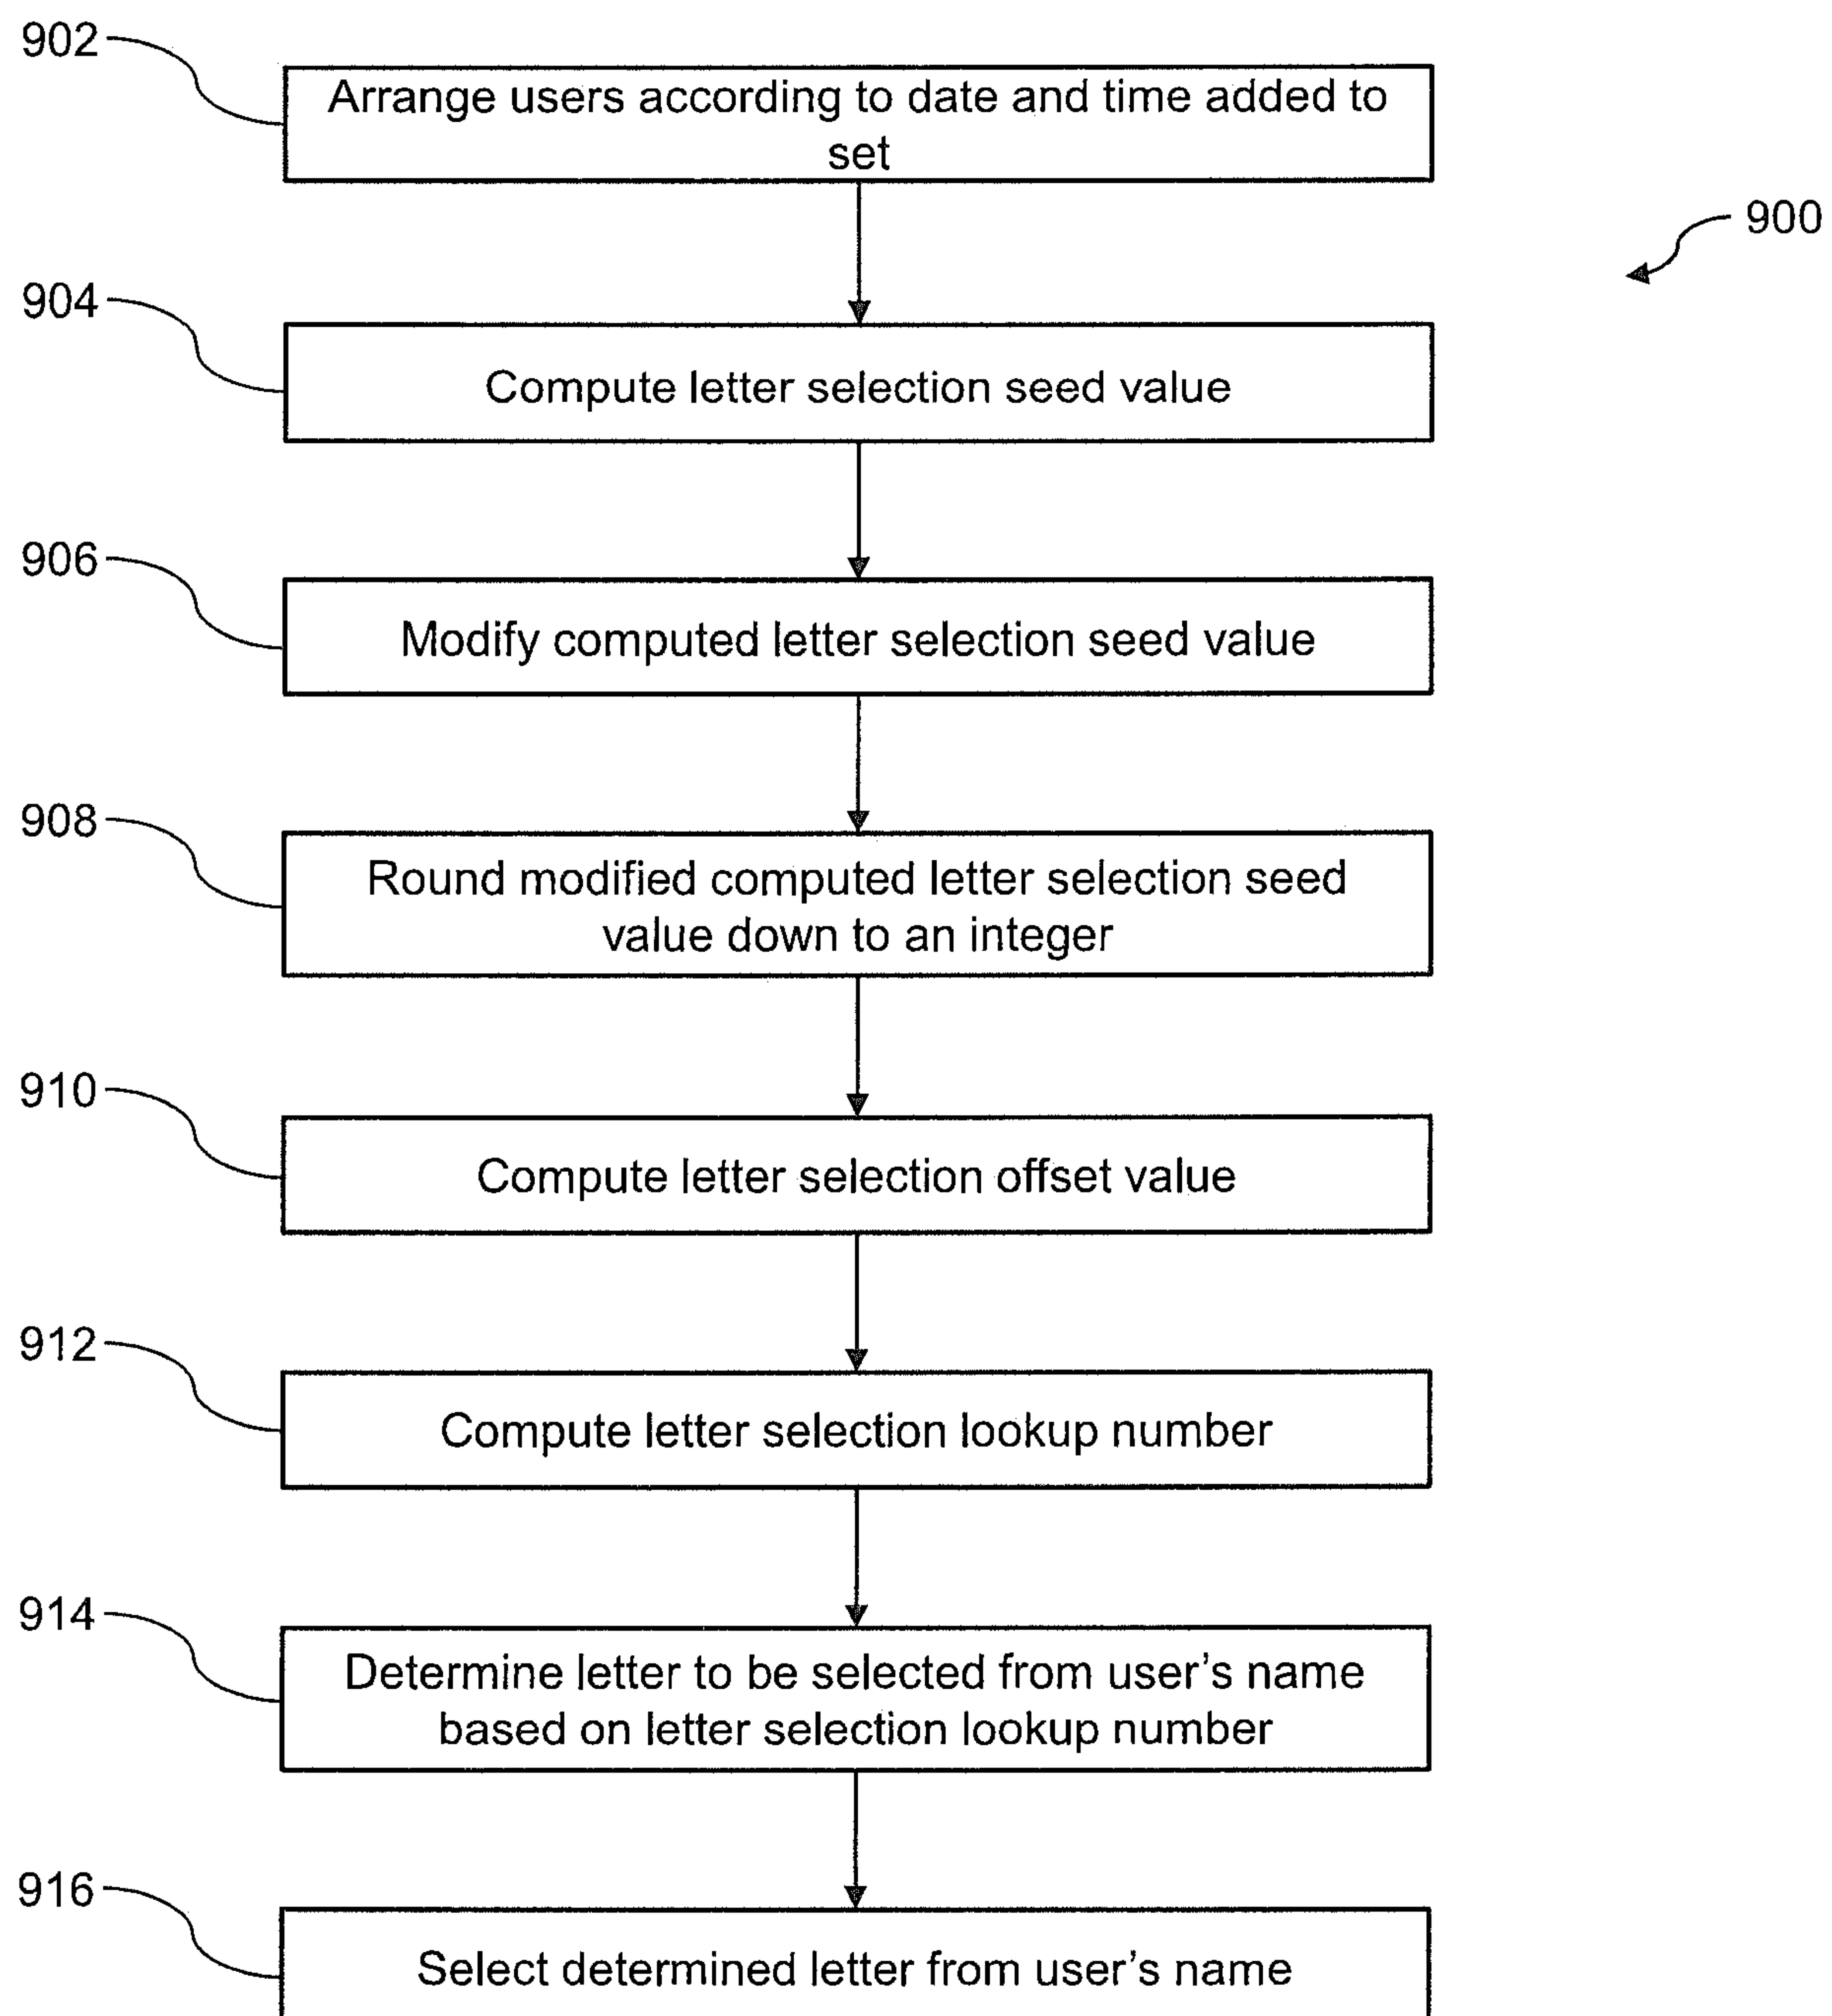 902
Arrange users according to date and time added to
set
900
904
Compute letter selection seed value
906
Modify computed letter selection seed value
908
Round modified computed letter selection seed
value down to an integer
910
Compute letter selection offset value
912
Compute letter selection lookup number
914
Determine letter to be selected from user’s name
based on letter selection lookup number
916
Select determined letter from user’s name